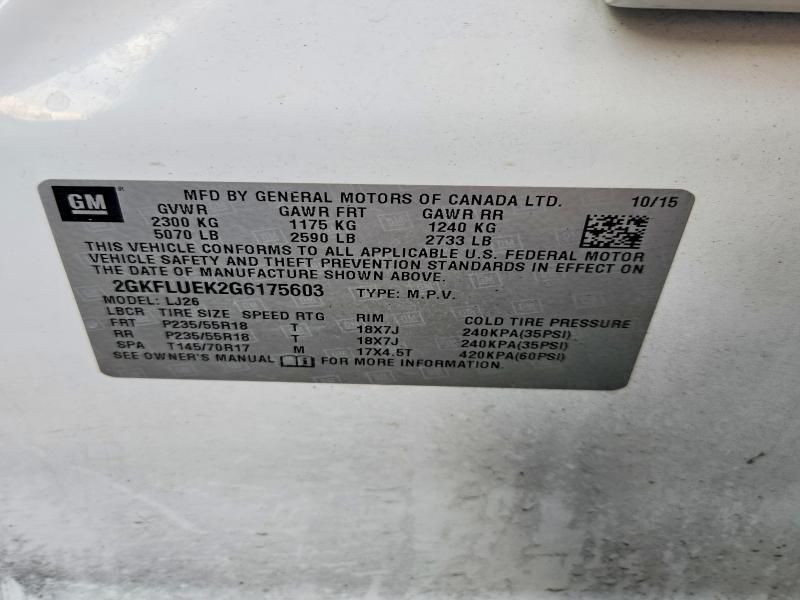 GM
MFD BY GENERAL MOTORS OF CANADA LTD. 10/15
GVWR GAWR FRT GAWR RR
2300 KG 1175 KG 1240 KG
5070 LB 2590 LB 2733 LB
THIS VEHICLE CONFORMS TO ALL APPLICABLE U.S. FEDERAL MOTOR
VEHICLE SAFETY AND THEFT PREVENTION STANDARDS IN EFFECT ON
THE DATE OF MANUFACTURE SHOWN ABOVE.
2GKFLUEK2G6175603 TYPE: M.P.V.
MODEL: LJ26
LBCR TIRE SIZE SPEED RTG RIM COLD TIRE PRESSURE
FRT P235/55R18 T 18X7J 240KPA(35PSI)
RR P235/55R18 T 18X7J 240KPA(35PSI)
SPA T145/70R17 M 17X4.5T 420KPA(60PSI)
SEE OWNER'S MANUAL FOR MORE INFORMATION.